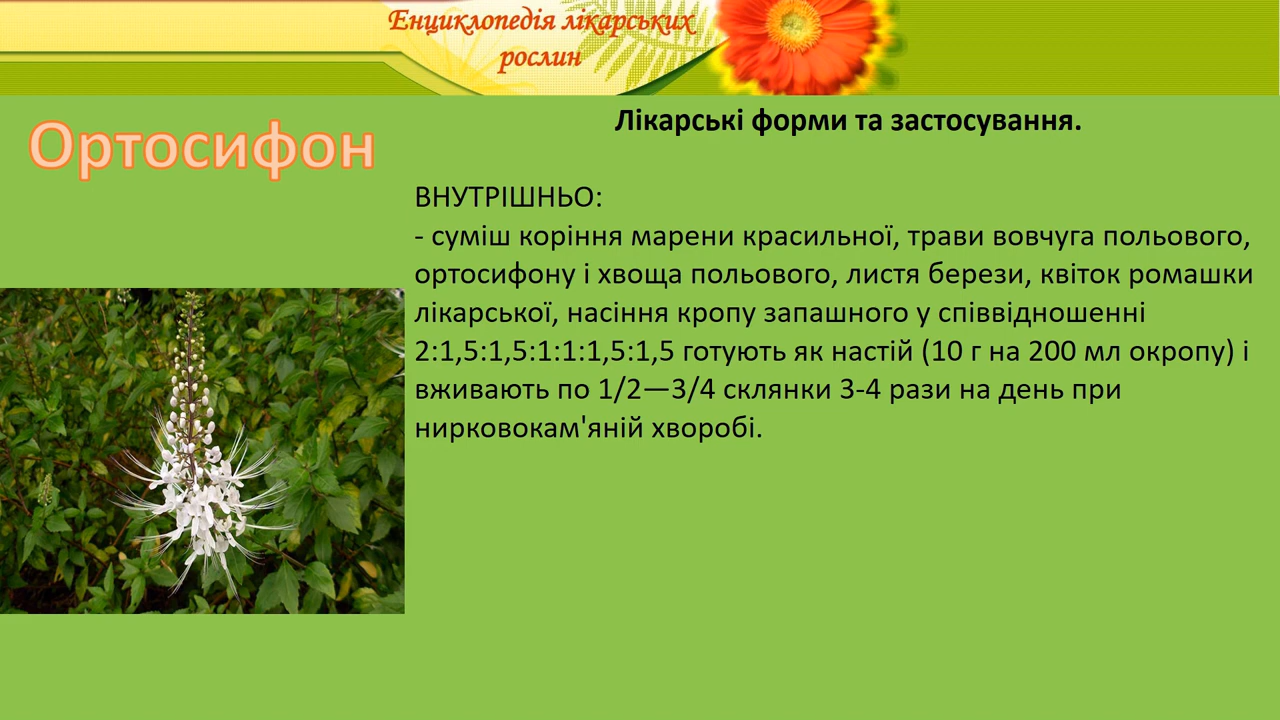 Енциклопедія лікарських
рослин
Ортосифон
Лікарські форми та застосування.
ВНУТРІШНЬО:
- суміш коріння марени красильної, трави вовчуга польового,
ортосифону і хвоща польового, листя берези, квіток ромашки
лікарської, насіння кропу запашного у співвідношенні
2:1,5:1,5:1:1:1,5:1,5 готують як настій (10 г на 200 мл окропу) і
вживають по 1/2—3/4 склянки 3-4 рази на день при
нирковокам'яній хворобі.